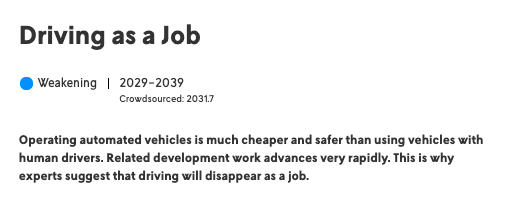 Driving as a Job
Weakening | 2029–2039
Crowdsourced: 2031.7
Operating automated vehicles is much cheaper and safer than using vehicles with
human drivers. Related development work advances very rapidly. This is why
experts suggest that driving will disappear as a job.